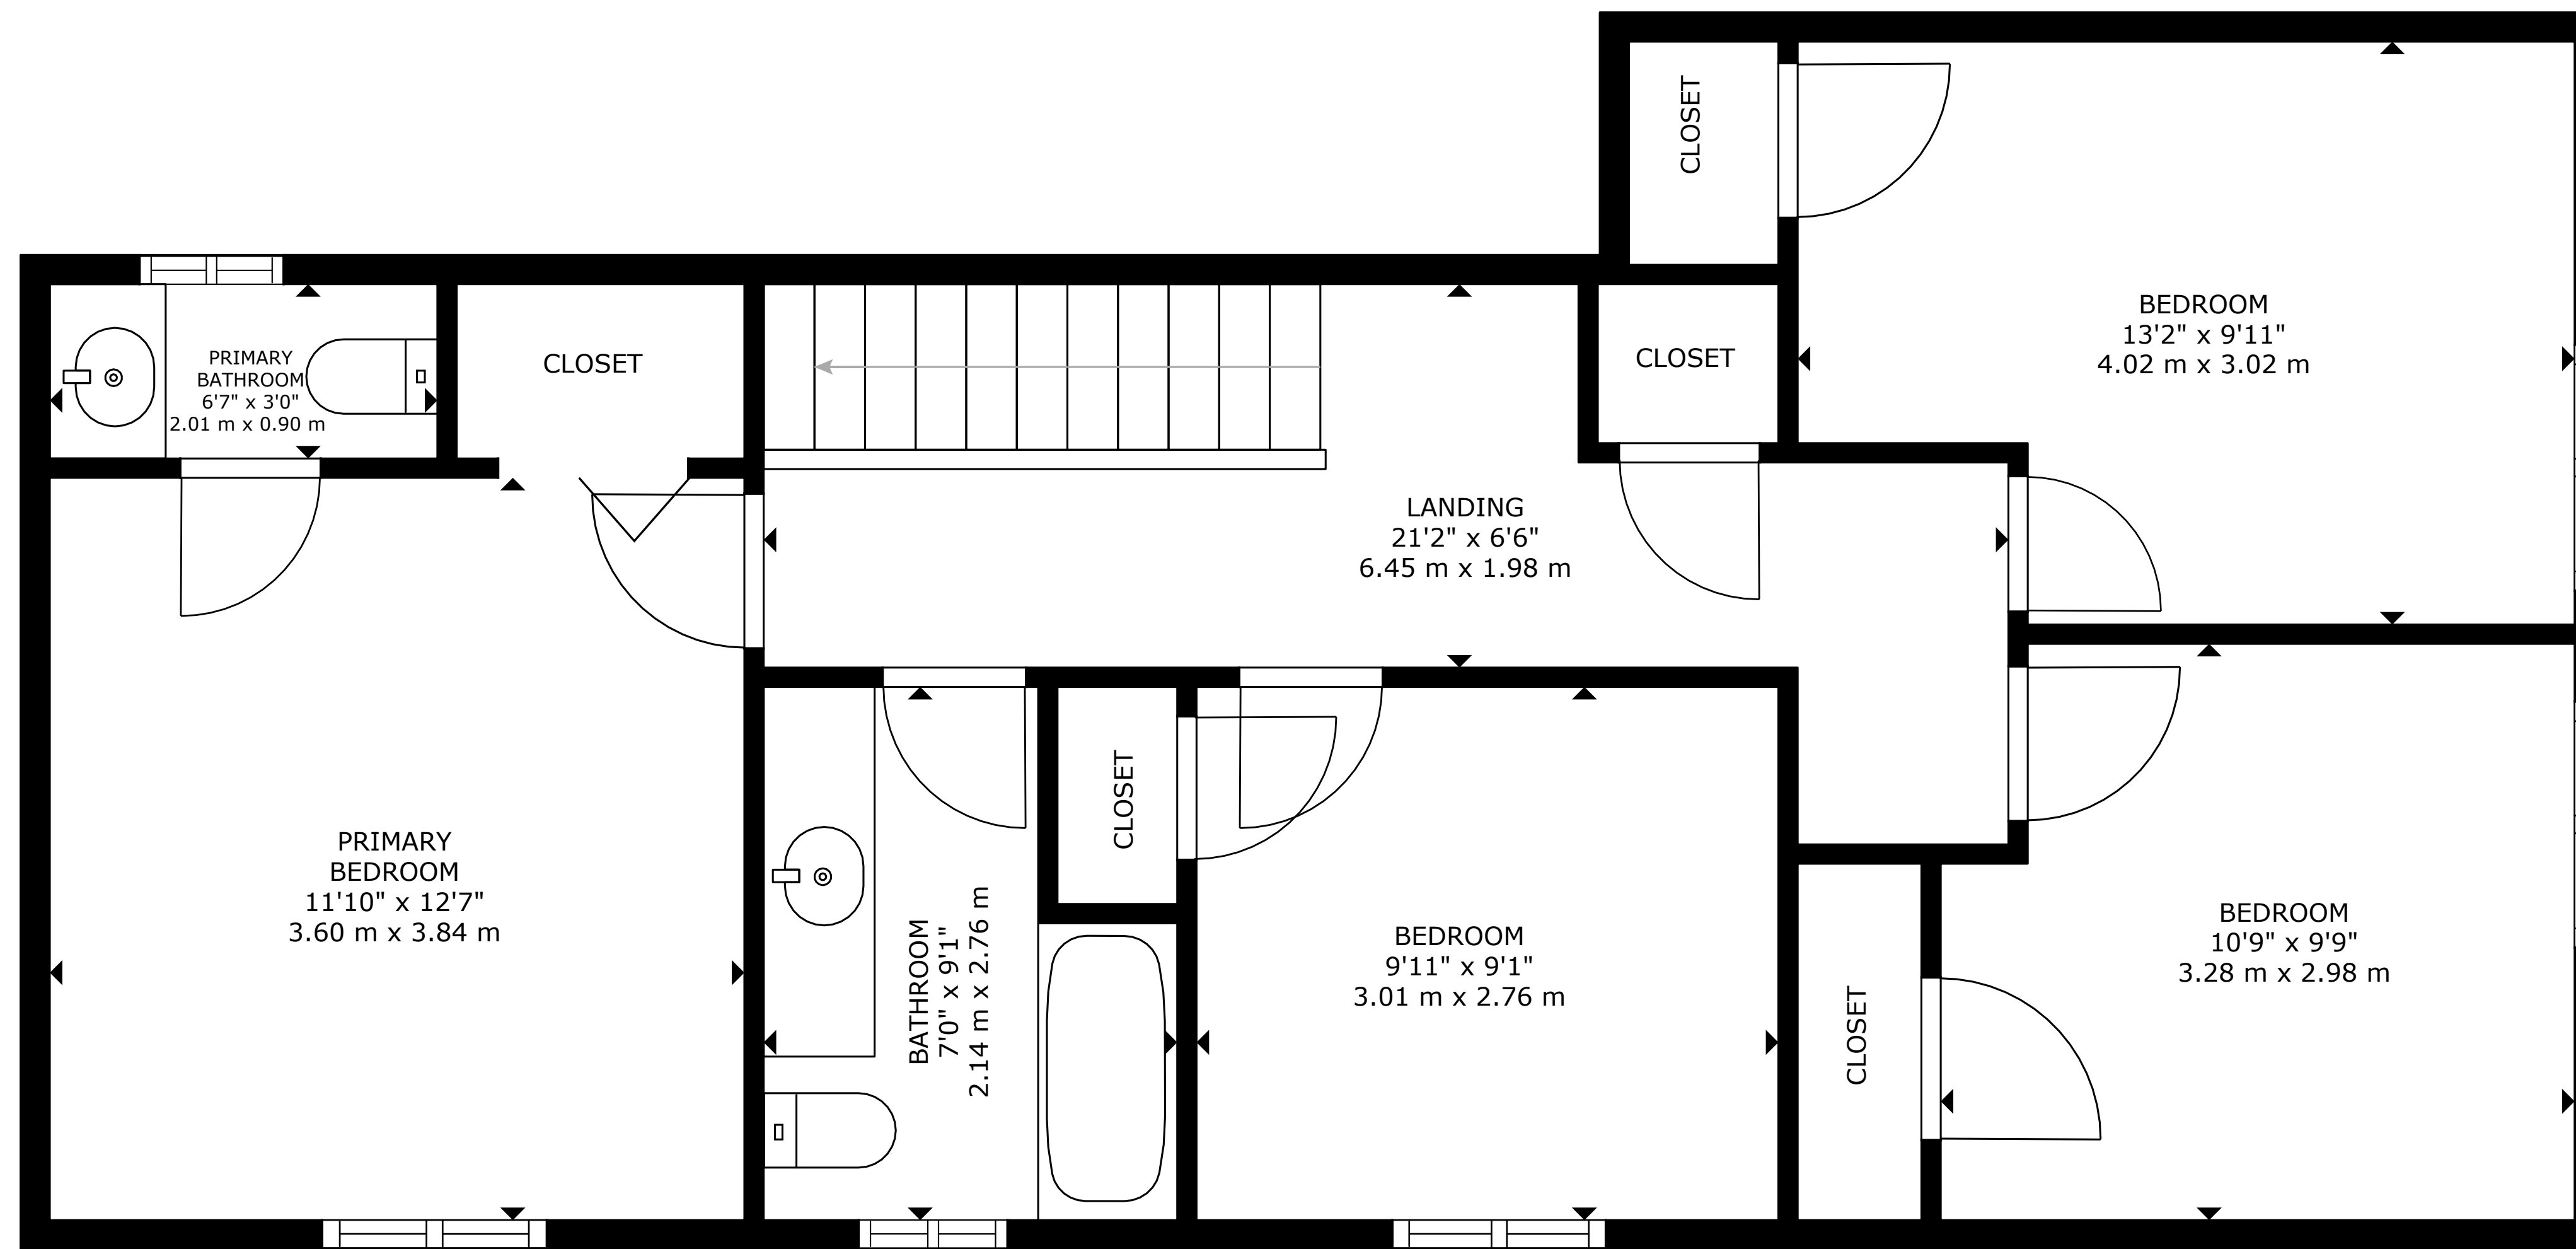 CLOSET
BEDROOM
13'2" x 9'11"
4.02 m x 3.02 m
PRIMARY
BATHROOM
6'7" x 3'0"
2.01 m x 0.90 m
CLOSET
CLOSET
LANDING
21'2" x 6'6"
6.45 m x 1.98 m
PRIMARY
BEDROOM
11'10" x 12'7"
3.60 m x 3.84 m
CLOSET
BATHROOM
7'0" x 9'1"
2.14 m x 2.76 m
BEDROOM
9'11" x 9'1"
3.01 m x 2.76 m
CLOSET
BEDROOM
10'9" x 9'9"
3.28 m x 2.98 m